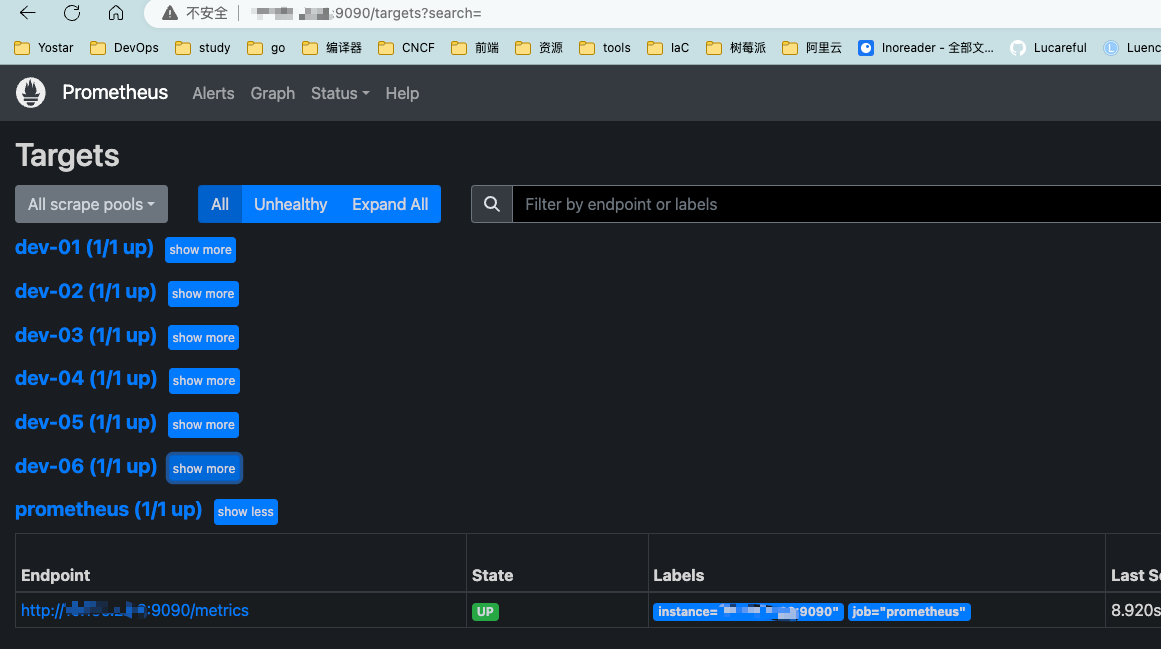 不安全 :9090/targets?search=
Yostar DevOps study go 编译器 CNCF 前端 资源 tools IaC 树莓派 阿里云 Inoreader - 全部文... Lucareful Luenc
Prometheus Alerts Graph Status Help
Targets
All scrape pools All Unhealthy Expand All Filter by endpoint or labels
dev-01 (1/1 up) show more
dev-02 (1/1 up) show more
dev-03 (1/1 up) show more
dev-04 (1/1 up) show more
dev-05 (1/1 up) show more
dev-06 (1/1 up) show more
prometheus (1/1 up) show less
Endpoint State Labels Last Sc
http:// :9090/metrics UP instance=" 9090" job="prometheus" 8.920s